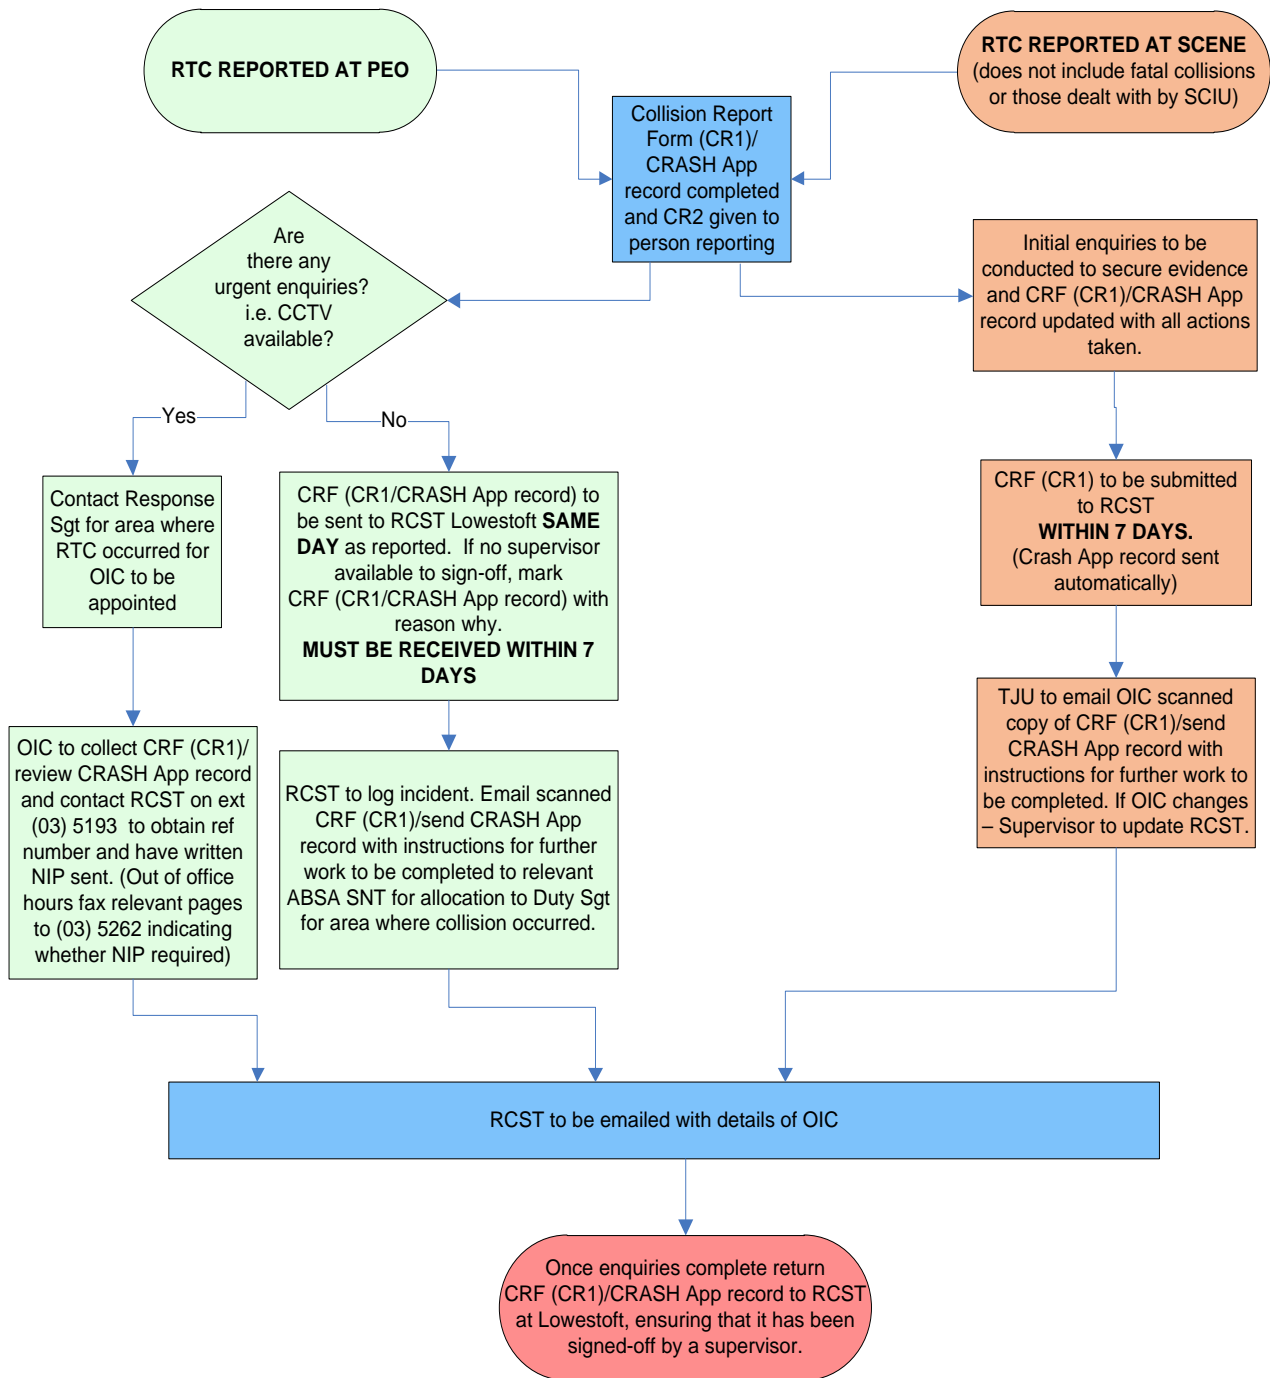 RTC REPORTED AT PEO
RTC REPORTED AT SCENE
(does not include fatal collisions
or those dealt with by SCIU)
Collision Report
Form (CR1)/
CRASH App
record completed
and CR2 given to
person reporting
Are
there any
urgent enquiries?
i.e. CCTV
available?
Initial enquiries to be
conducted to secure evidence
and CRF (CR1)/CRASH App
record updated with all actions
taken.
Yes
No
Contact Response
Sgt for area where
RTC occurred for
OIC to be
appointed
CRF (CR1/CRASH App record) to
be sent to RCST Lowestoft SAME
DAY as reported.  If no supervisor
available to sign-off, mark
CRF (CR1/CRASH App record) with
reason why.
MUST BE RECEIVED WITHIN 7
DAYS
CRF (CR1) to be submitted
to RCST
WITHIN 7 DAYS.
(Crash App record sent
automatically)
OIC to collect CRF (CR1)/
review CRASH App record
and contact RCST on ext
(03) 5193  to obtain ref
number and have written
NIP sent. (Out of office
hours fax relevant pages
to (03) 5262 indicating
whether NIP required)
RCST to log incident. Email scanned
CRF (CR1)/send CRASH App
record with instructions for further
work to be completed to relevant
ABSA SNT for allocation to Duty Sgt
for area where collision occurred.
TJU to email OIC scanned
copy of CRF (CR1)/send
CRASH App record with
instructions for further work to
be completed. If OIC changes
– Supervisor to update RCST.
RCST to be emailed with details of OIC
Once enquiries complete return
CRF (CR1)/CRASH App record to RCST
at Lowestoft, ensuring that it has been
signed-off by a supervisor.